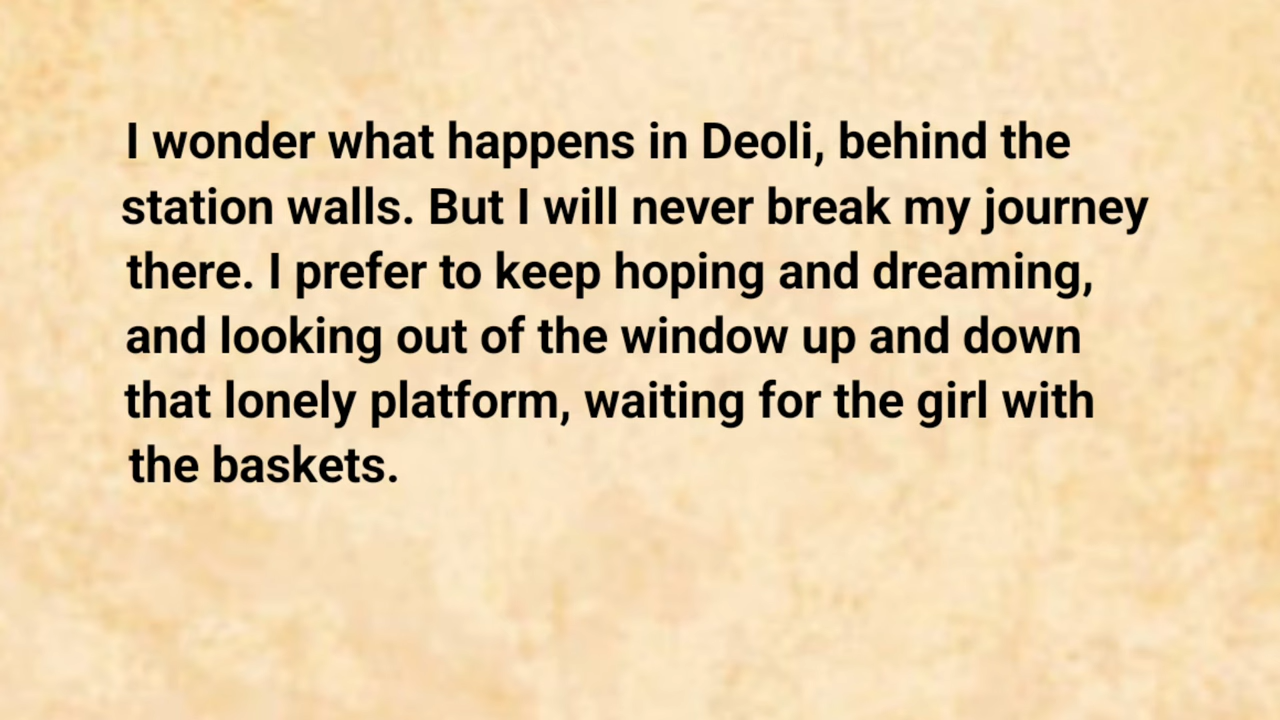 I wonder what happens in Deoli, behind the
station walls. But I will never break my journey
there. I prefer to keep hoping and dreaming,
and looking out of the window up and down
that lonely platform, waiting for the girl with
the baskets.